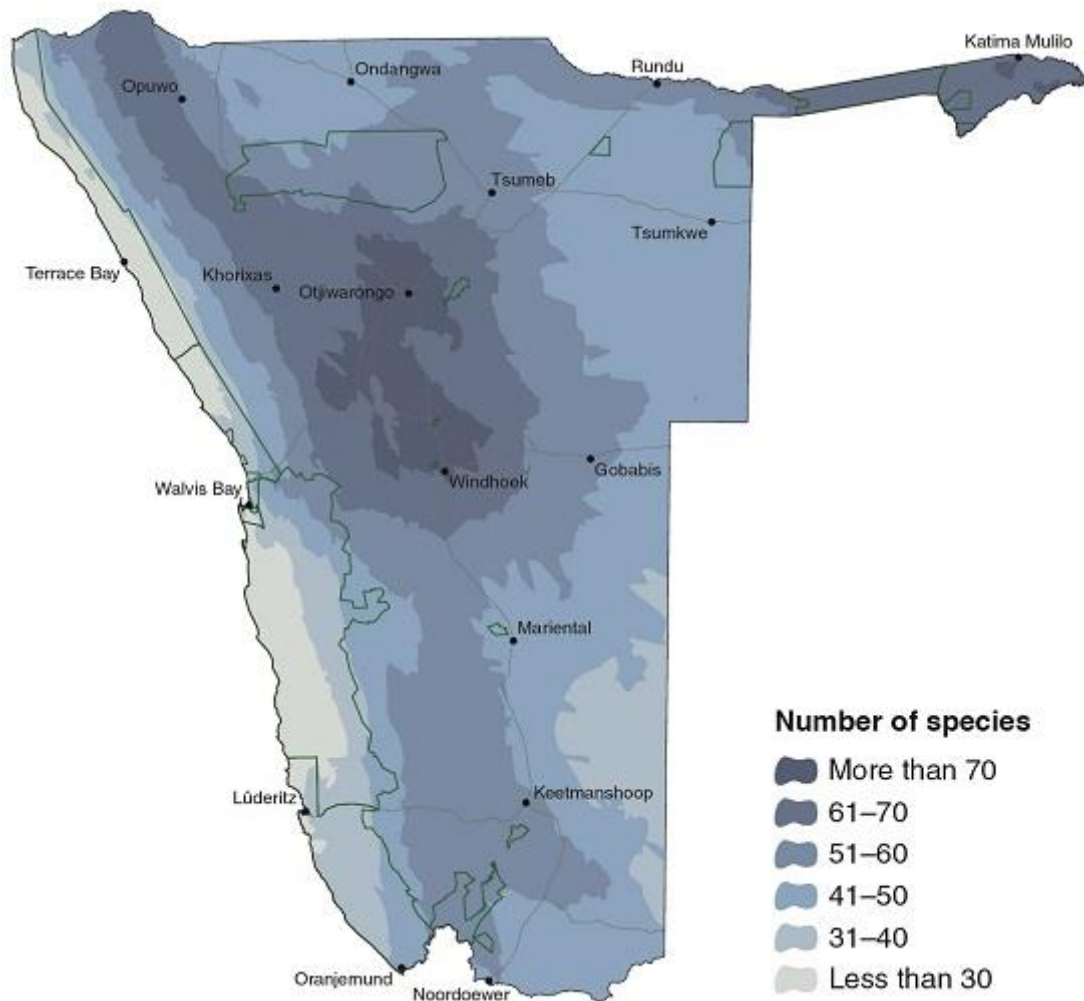 Katima Mulilo
Ondangwa
Rundu
Opuwo
Tsumeb
Tsumkwe
Terrace Bay
Khorixas
Otjiwarongo
Gobabis
Windhoek
Walvis Bay
Mariental
Number of species
More than 70
61–70
51–60
41–50
31–40
Less than 30
Keetmanshoop
Lüderitz
Oranjemund
Noordoewer